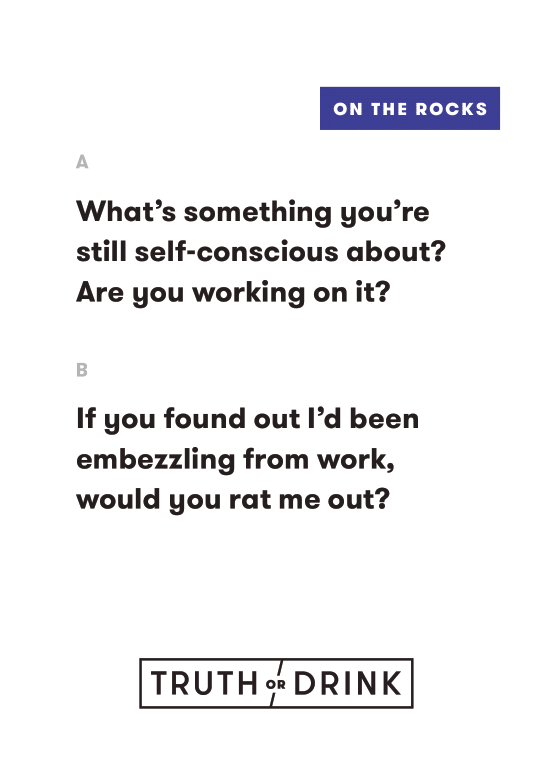 ON THE ROCKS
A
What’s something you’re
still self-conscious about?
Are you working on it?
B
If you found out I’d been
embezzling from work,
would you rat me out?
TRUTH OR DRINK